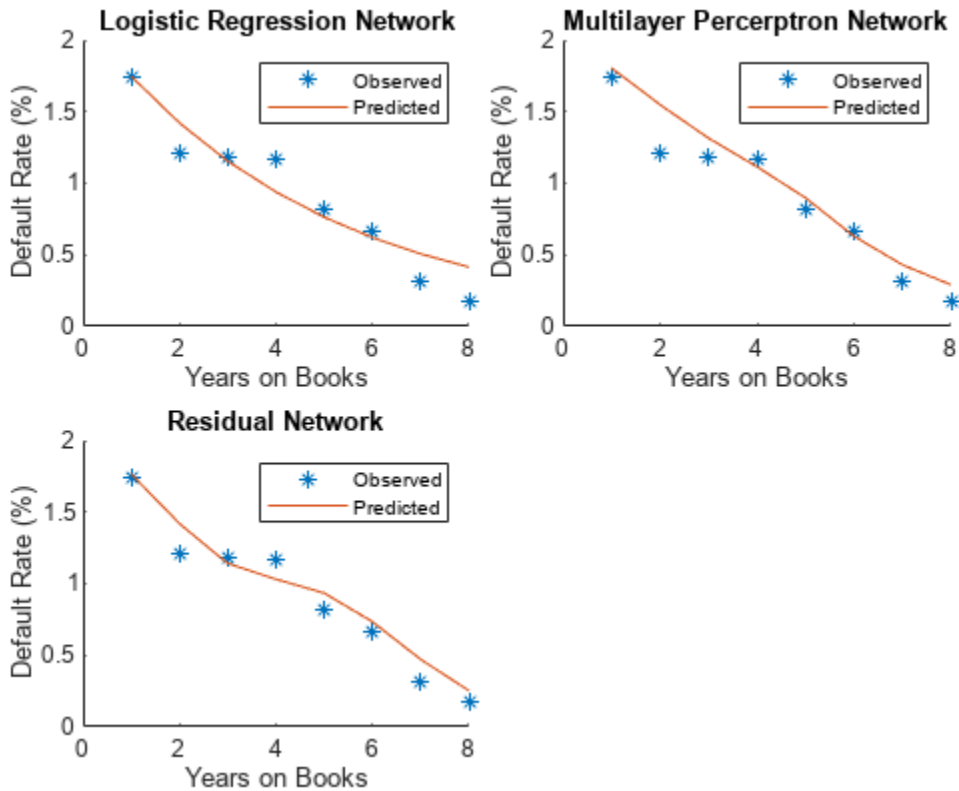 Logistic Regression Network
2
1.5
1
0.5
0
Default Rate (%)
Observed
Predicted
0 2 4 6 8
Years on Books
Multilayer Percerptron Network
2
1.5
1
0.5
0
Default Rate (%)
Observed
Predicted
0 2 4 6 8
Years on Books
Residual Network
2
1.5
1
0.5
0
Default Rate (%)
Observed
Predicted
0 2 4 6 8
Years on Books